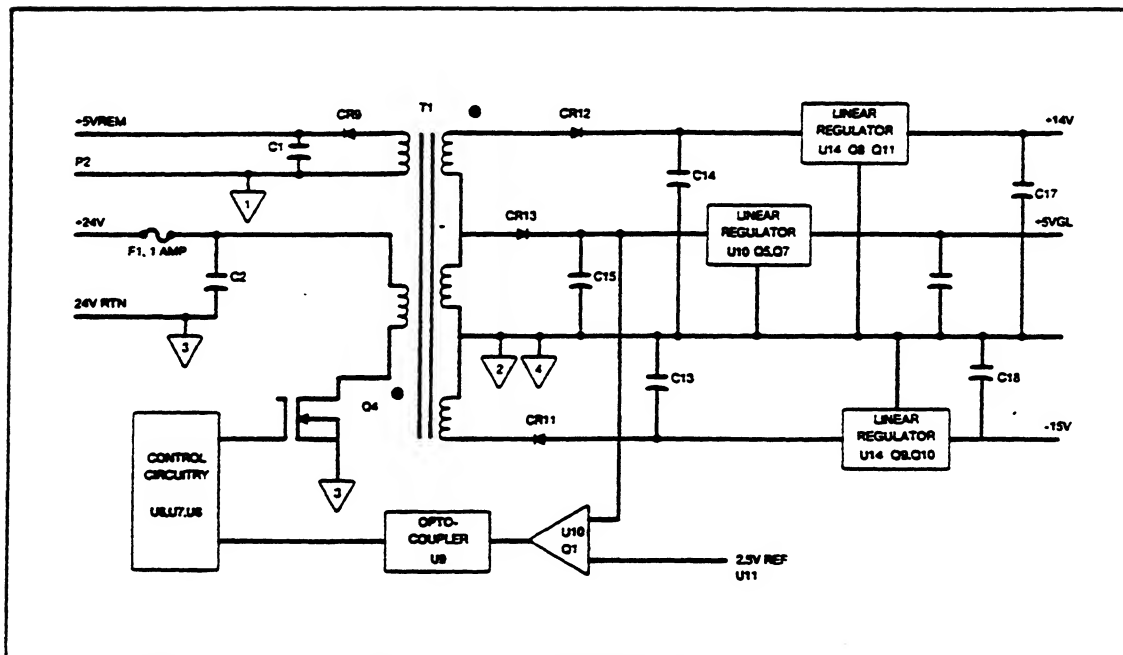 T1
+5VREM
CR9
C1
P2
1
+24V
F1, 1 AMP
C2
24V RTN
3
Q4
3
CONTROL
CIRCUITRY
OPTO-
COUPLER
U9
U10
Q1
2.5V REF
U11
CR12
C14
LINEAR
REGULATOR
U14 Q8 Q11
+14V
C17
CR13
C15
LINEAR
REGULATOR
U10 Q5,Q7
+5VGL
2
4
C13
C18
CR11
LINEAR
REGULATOR
U14 Q9,Q10
-15V